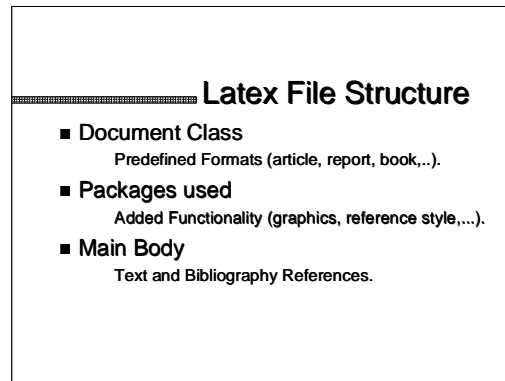 Latex File Structure
Document Class
Predefined Formats (article, report, book,..).
Packages used
Added Functionality (graphics, reference style,...).
Main Body
Text and Bibliography References.